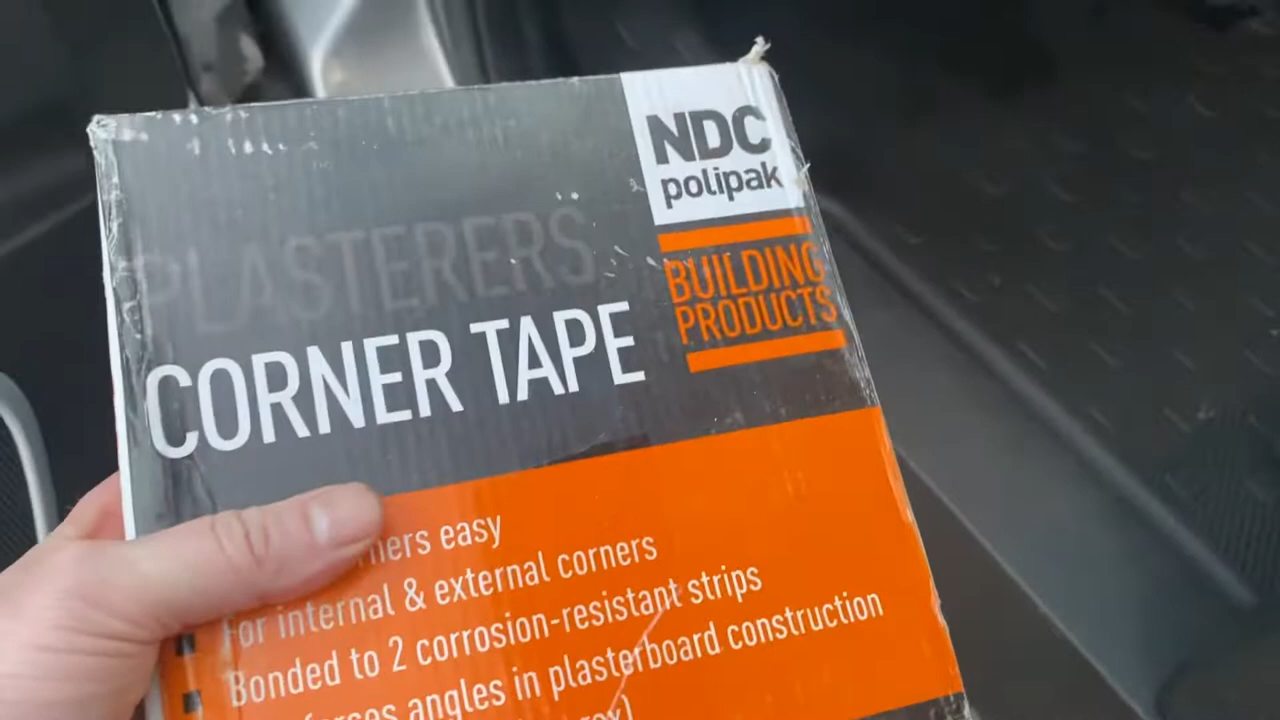 NDC
polipak
BUILDING
PRODUCTS
PLASTERERS
CORNER TAPE
easy
For internal & external corners
Bonded to 2 corrosion-resistant strips
angles in plasterboard construction